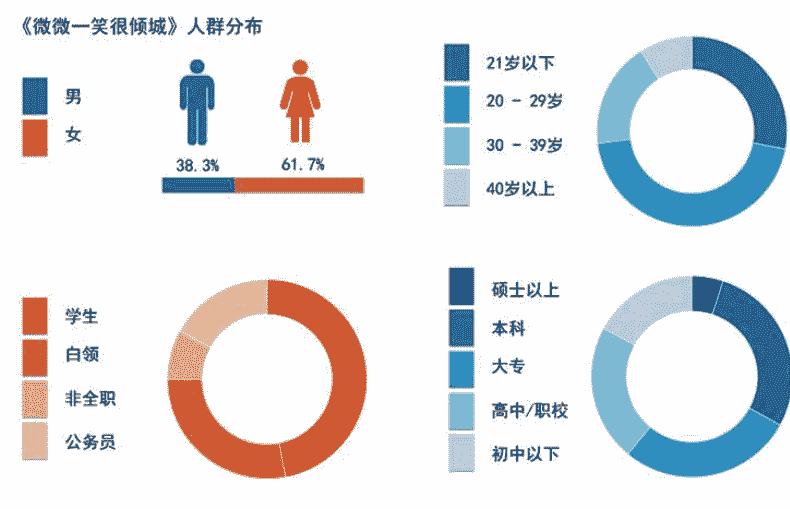 《微微一笑很倾城》人群分布
男
女
38.3%
61.7%
21岁以下
20 - 29岁
30 - 39岁
40岁以上
学生
白领
非全职
公务员
硕士以上
本科
大专
高中/职校
初中以下